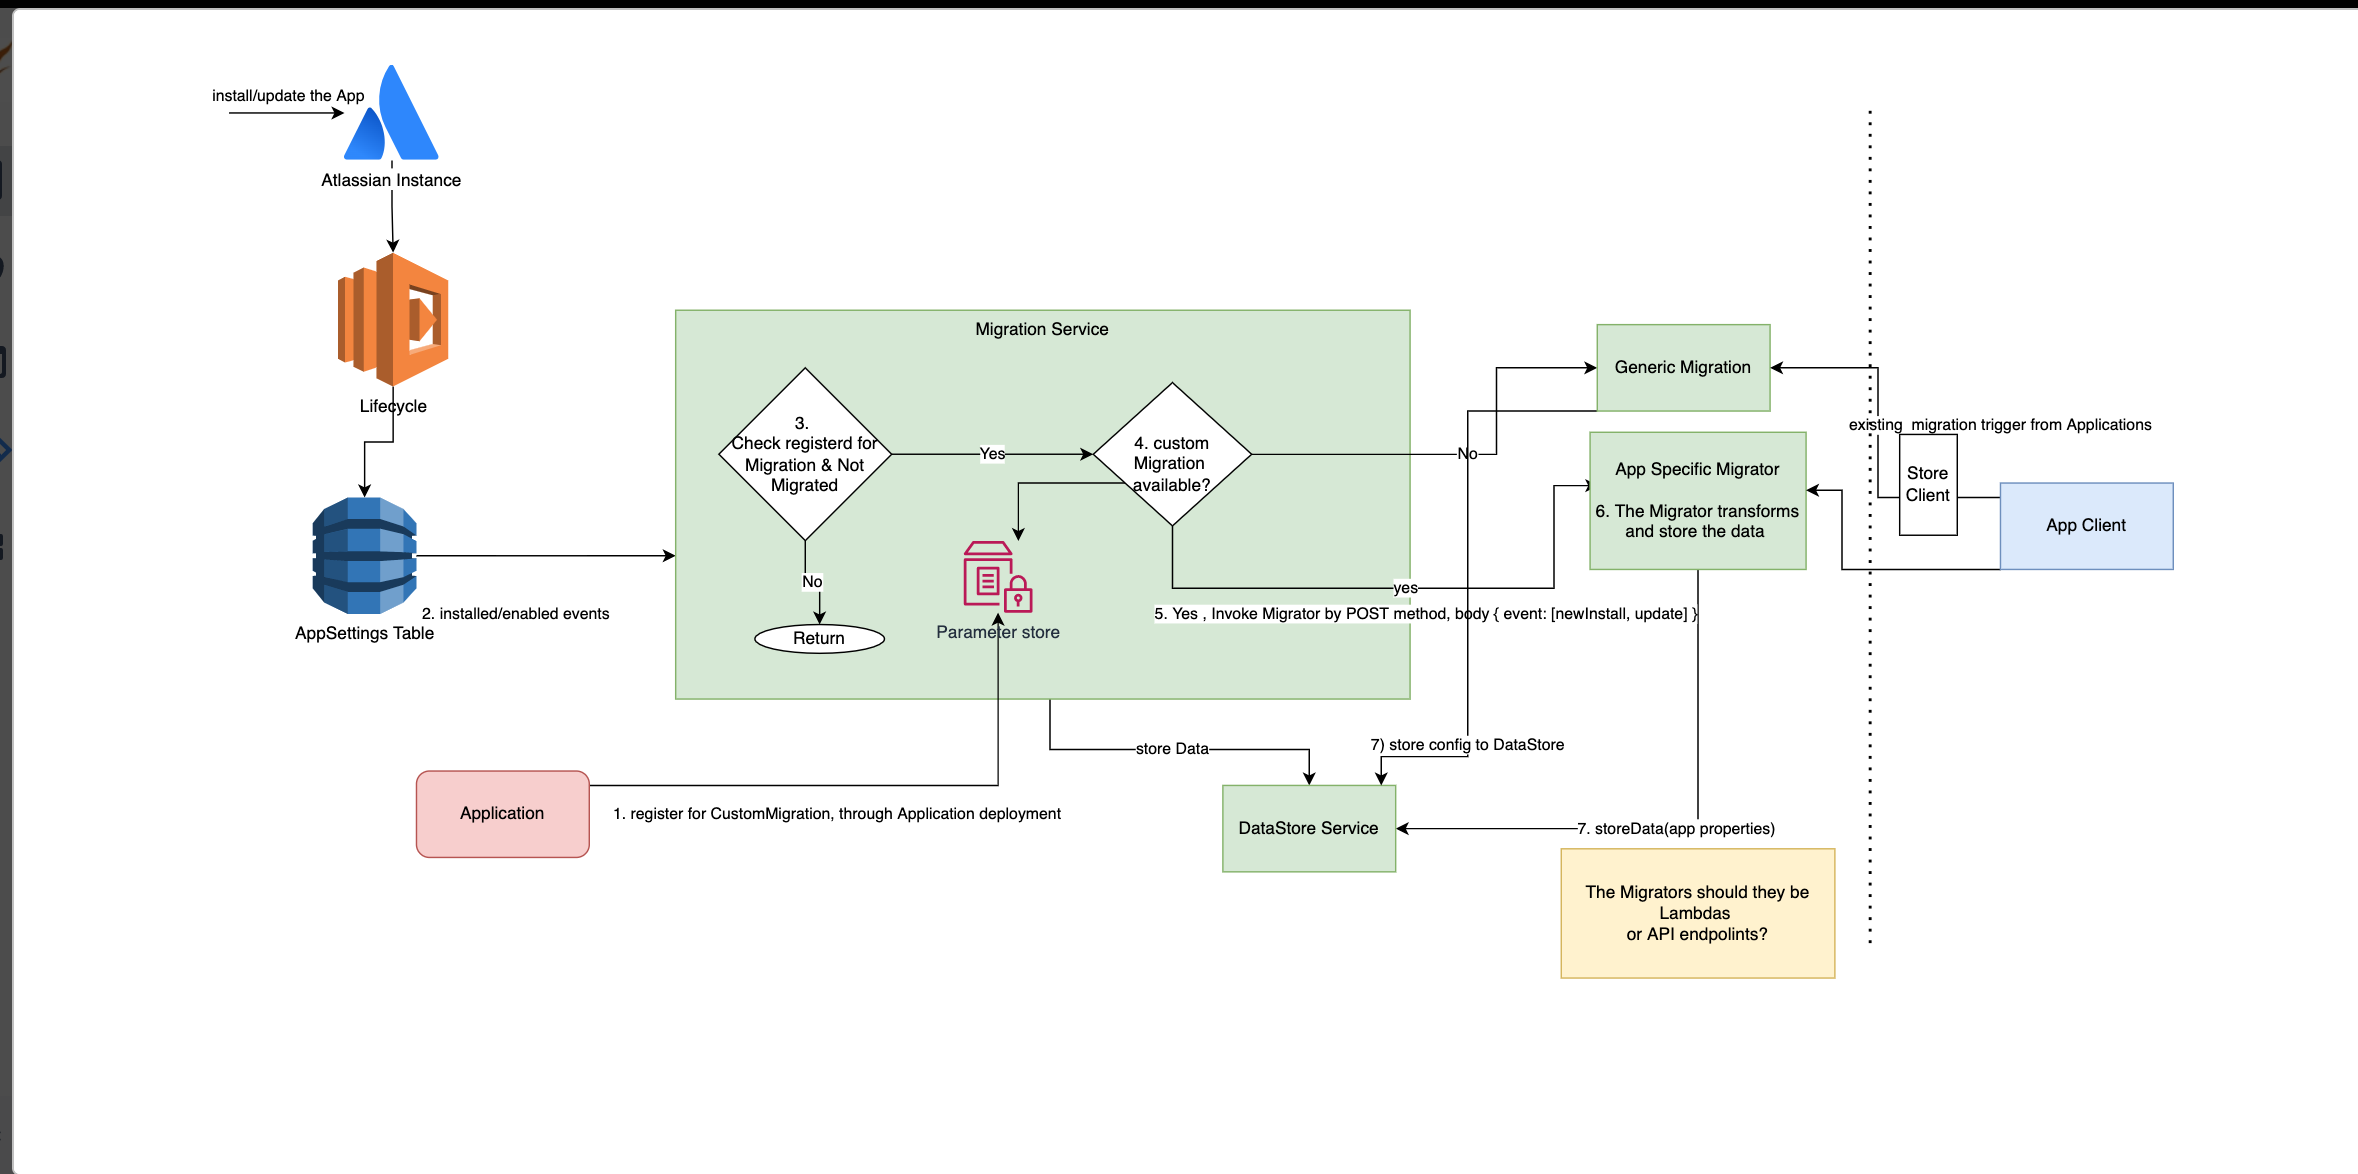 install/update the App
Atlassian Instance
Lifecycle
AppSettings Table
2. installed/enabled events
Migration Service
3.
Check registerd for
Migration & Not
Migrated
Yes
No
Return
4. custom
Migration
available?
No
yes
Parameter store
5. Yes , Invoke Migrator by POST method, body { event: [newInstall, update] }
Generic Migration
App Specific Migrator
6. The Migrator transforms
and store the data
existing  migration trigger from Applications
Store
Client
App Client
store Data
7) store config to DataStore
Application
1. register for CustomMigration, through Application deployment
DataStore Service
7. storeData(app properties)
The Migrators should they be
Lambdas
or API endpolints?